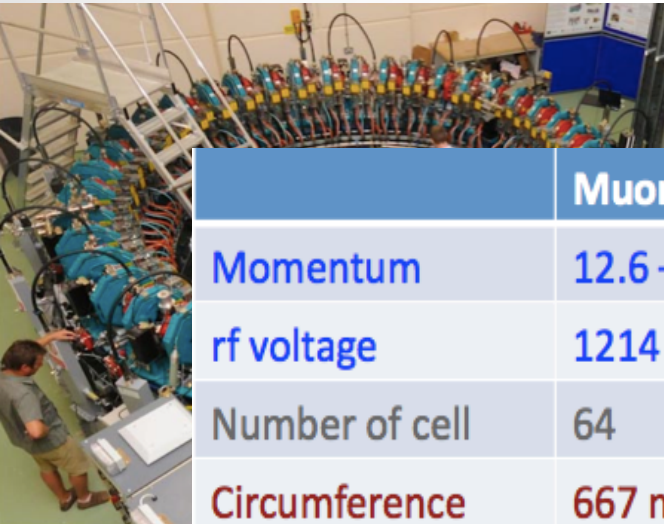 Muon
Momentum 12.6 -
rf voltage 1214
Number of cell 64
Circumference 667 m